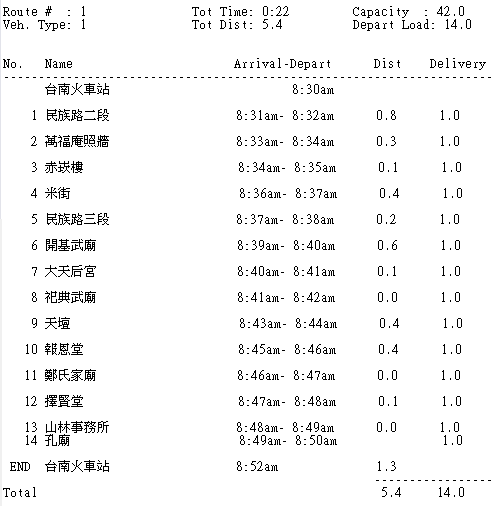 Route #  : 1 Tot Time: 0:22 Capacity  : 42.0
Veh. Type: 1 Tot Dist: 5.4 Depart Load: 14.0
No. Name Arrival-Depart Dist Delivery
台南火車站 8:30am
1 民族路二段 8:31am- 8:32am 0.8 1.0
2 萬福庵照牆 8:33am- 8:34am 0.3 1.0
3 赤崁樓 8:34am- 8:35am 0.1 1.0
4 米街 8:36am- 8:37am 0.4 1.0
5 民族路三段 8:37am- 8:38am 0.2 1.0
6 開基武廟 8:39am- 8:40am 0.6 1.0
7 大天后宮 8:40am- 8:41am 0.1 1.0
8 祀典武廟 8:41am- 8:42am 0.0 1.0
9 天壇 8:43am- 8:44am 0.4 1.0
10 報恩堂 8:45am- 8:46am 0.4 1.0
11 鄭氏家廟 8:46am- 8:47am 0.0 1.0
12 擇賢堂 8:47am- 8:48am 0.1 1.0
13 山林事務所 8:48am- 8:49am 0.0 1.0
14 孔廟 8:49am- 8:50am 1.0
END 台南火車站 8:52am 1.3
Total 5.4 14.0